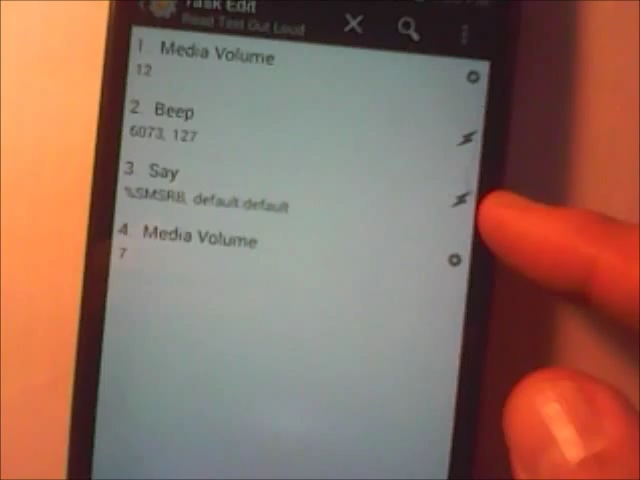 Task Edit
Read Text Out Loud
1. Media Volume
12
2. Beep
6073, 127
3. Say
%SMSRB, default:default
4. Media Volume
7